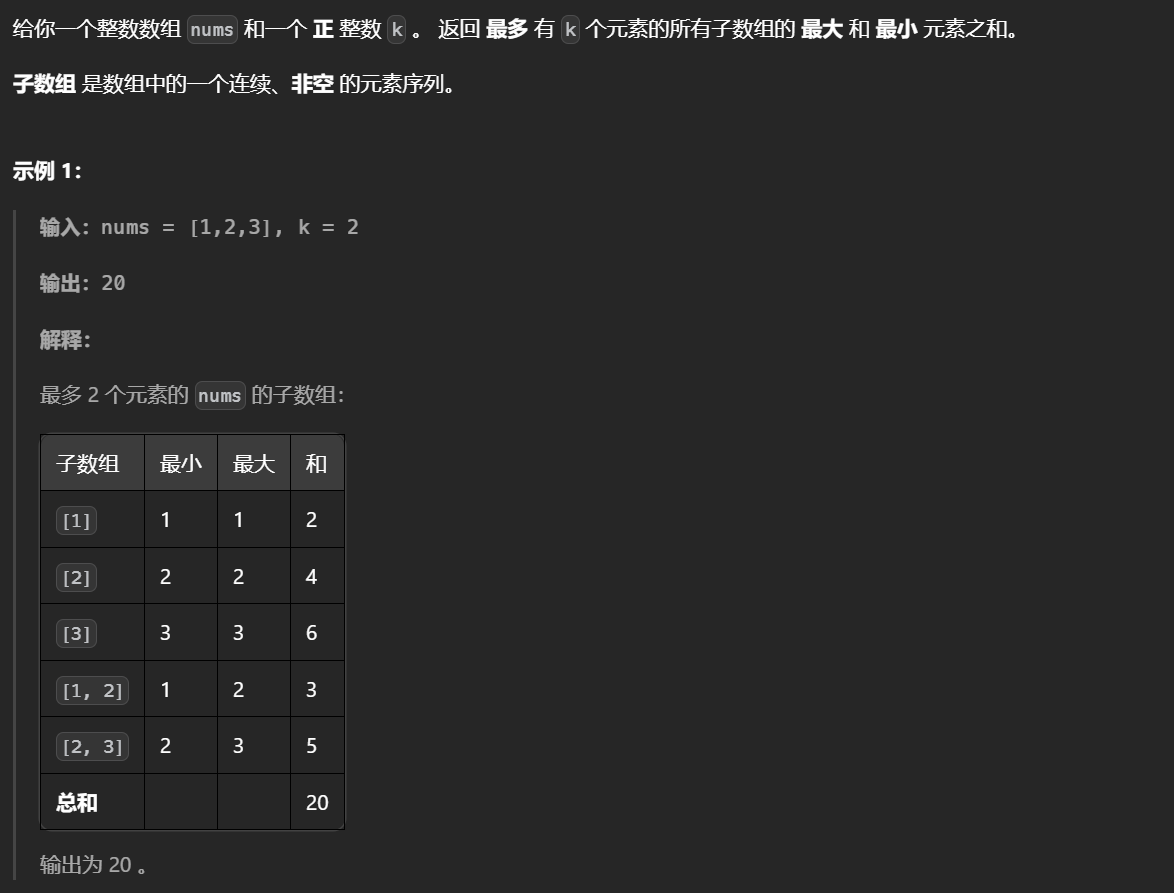 给你一个整数数组 nums 和一个 正 整数 k 。 返回 最多 有 k 个元素的所有子数组的 最大 和 最小 元素之和。
子数组 是数组中的一个连续、非空 的元素序列。
示例 1：
输入：nums = [1,2,3], k = 2
输出：20
解释：
最多 2 个元素的 nums 的子数组：
子数组 最小 最大 和
[1] 1 1 2
[2] 2 2 4
[3] 3 3 6
[1, 2] 1 2 3
[2, 3] 2 3 5
总和 20
输出为 20 。